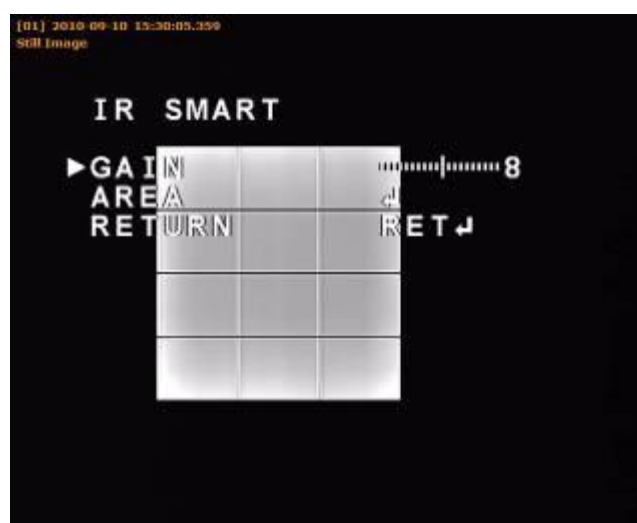 [01] 2010-09-10 15:30:05.359
Still Image
IR SMART
►GAIN 8
AREA ↲
RETURN RET↲